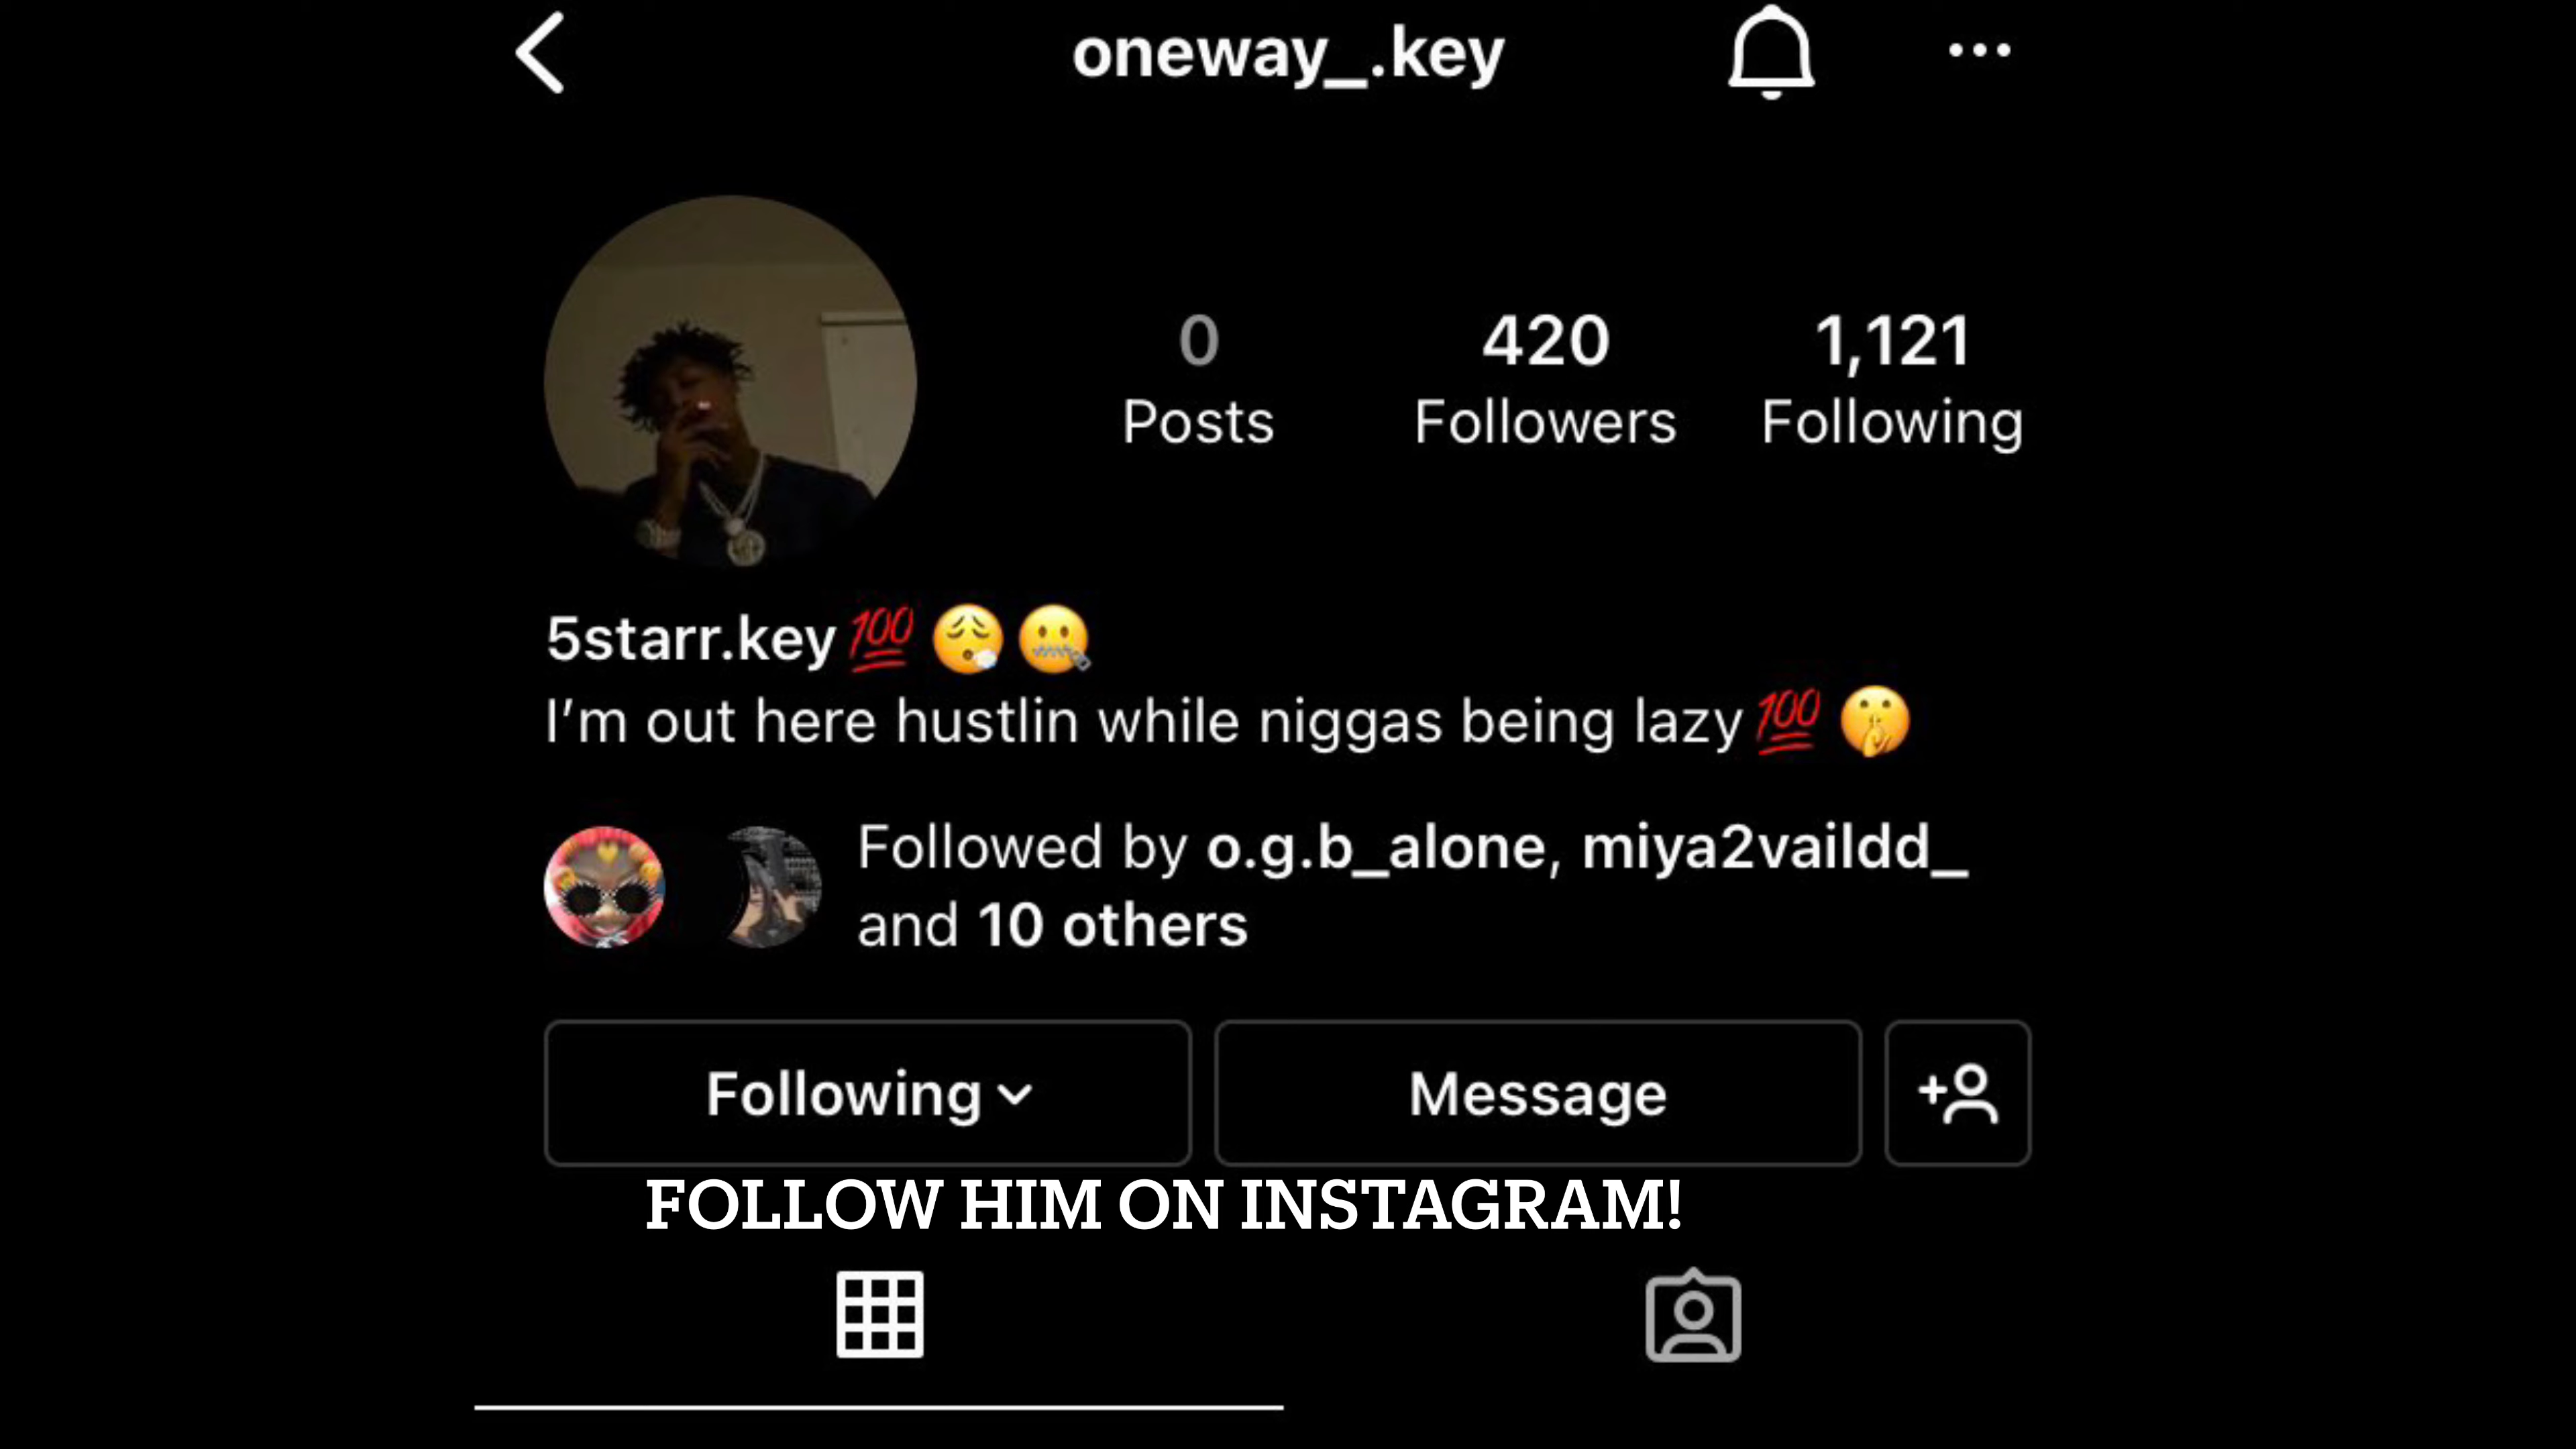 oneway_.key
0
420
1,121
Posts
Followers
Following
5starr.key💯😮‍💨🤐
I’m out here hustlin while niggas being lazy💯🤫
Followed by o.g.b_alone, miya2vaildd_
and 10 others
Following
Message
FOLLOW HIM ON INSTAGRAM!